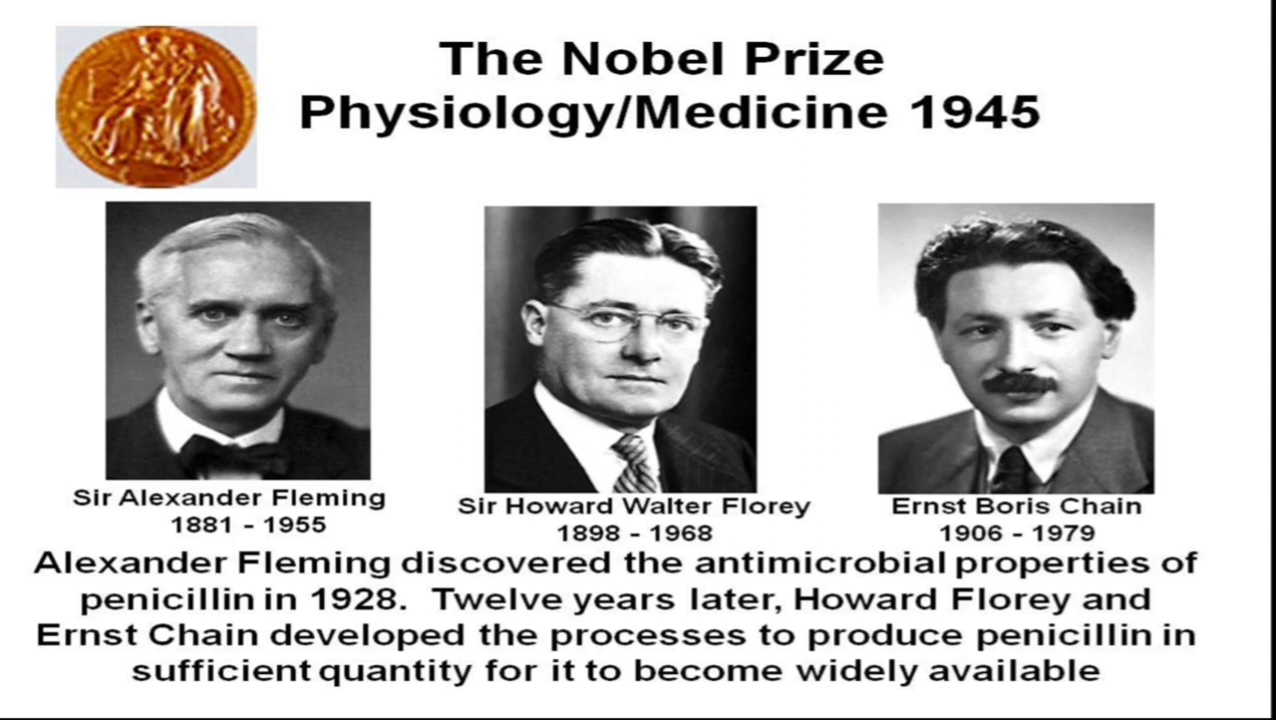 The Nobel Prize
Physiology/Medicine 1945
Sir Alexander Fleming
1881 - 1955
Sir Howard Walter Florey
1898 - 1968
Ernst Boris Chain
1906 - 1979
Alexander Fleming discovered the antimicrobial properties of
penicillin in 1928. Twelve years later, Howard Florey and
Ernst Chain developed the processes to produce penicillin in
sufficient quantity for it to become widely available